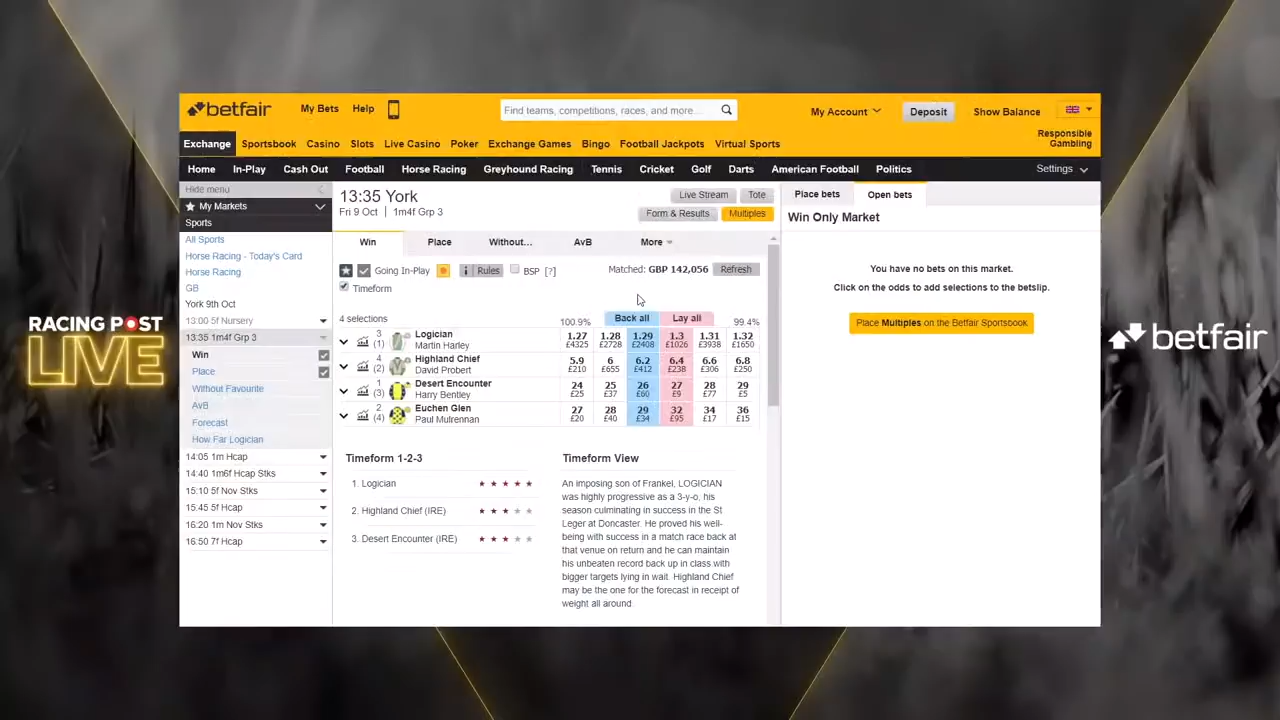 betfair
My Bets Help
Find teams, competitions, races, and more...
My Account Deposit Show Balance
Responsible Gambling
Exchange Sportsbook Casino Slots Live Casino Poker Exchange Games Bingo Football Jackpots Virtual Sports
Home In-Play Cash Out Football Horse Racing Greyhound Racing Tennis Cricket Golf Darts American Football Politics Settings
Hide menu
My Markets
Sports
All Sports
Horse Racing - Today's Card
Horse Racing
GB
York 9th Oct
13:00 5f Nursery
13:35 1m4f Grp 3
Win
Place
Without Favourite
AvB
Forecast
How Far Logician
14:05 1m Hcap
14:40 1m6f Hcap Stks
15:10 5f Nov Stks
15:45 5f Hcap
16:20 1m Nov Stks
16:50 7f Hcap
13:35 York
Fri 9 Oct | 1m4f Grp 3
Live Stream Tote
Form & Results Multiples
Win Place Without... AvB More
Going In-Play i Rules BSP [?] Matched: GBP 142,056 Refresh
Timeform
4 selections 100.9% Back all Lay all 99.4%
3 Logician 1.27 1.28 1.29 1.3 1.31 1.32
(1) Martin Harley £4325 £2728 £2408 £1026 £3938 £1650
4 Highland Chief 5.9 6 6.2 6.4 6.6 6.8
(2) David Probert £210 £655 £412 £238 £306 £250
1 Desert Encounter 24 25 26 27 28 29
(3) Harry Bentley £25 £37 £60 £9 £77 £5
2 Euchen Glen 27 28 29 32 34 36
(4) Paul Mulrennan £20 £40 £34 £95 £17 £15
Timeform 1-2-3
1. Logician
2. Highland Chief (IRE)
3. Desert Encounter (IRE)
Timeform View
An imposing son of Frankel, LOGICIAN
was highly progressive as a 3-y-o, his
season culminating in success in the St
Leger at Doncaster. He proved his well-
being with success in a match race back at
that venue on return and he can maintain
his unbeaten record back up in class with
bigger targets lying in wait. Highland Chief
may be the one for the forecast in receipt of
weight all around.
Place bets Open bets
Win Only Market
You have no bets on this market.
Click on the odds to add selections to the betslip.
Place Multiples on the Betfair Sportsbook
RACING POST
LIVE
betfair